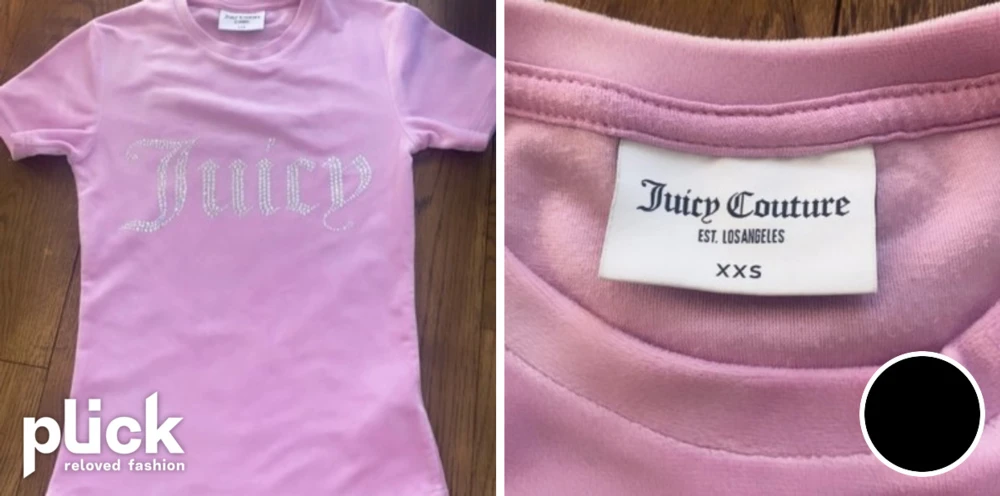 Juicy
plick
reloved fashion
Juicy Couture
EST. LOSANGELES
XXS